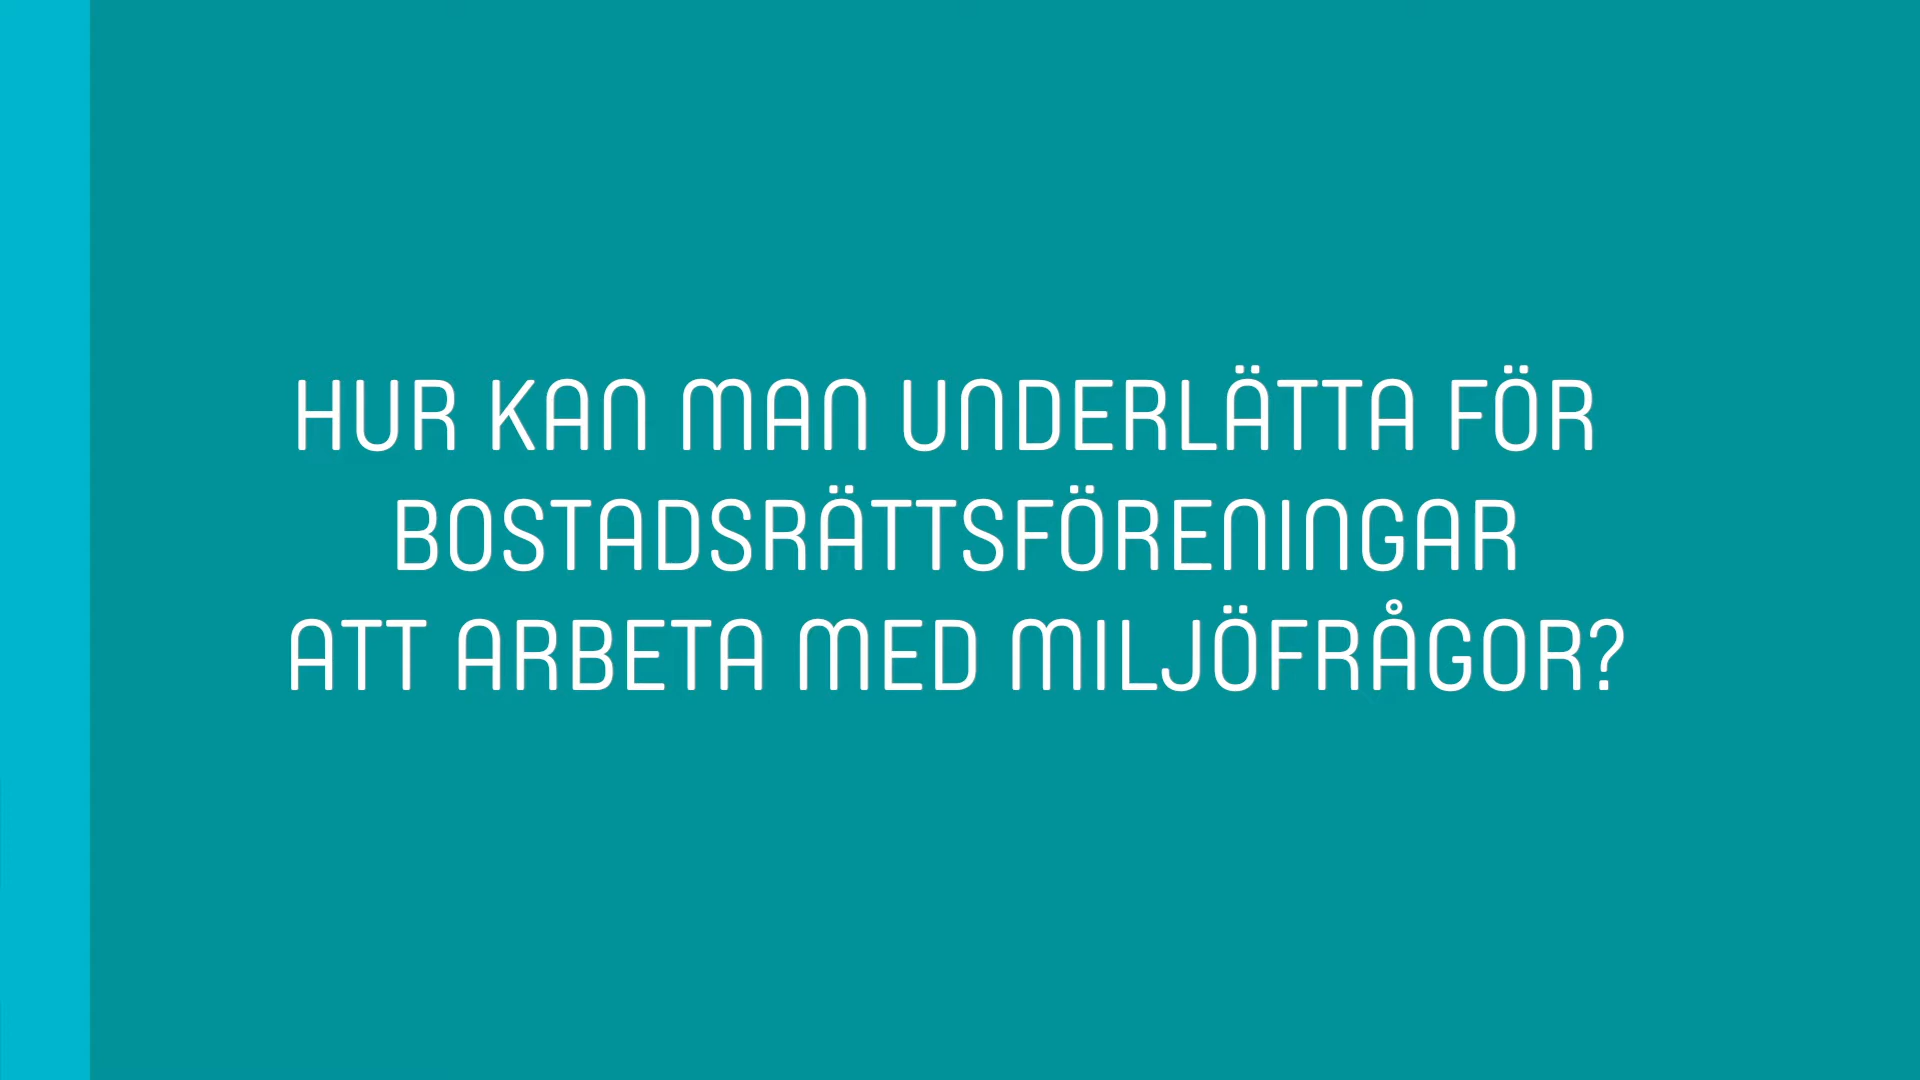 HUR KAN MAN UNDERLÄTTA FÖR
BOSTADSRÄTTSFÖRENINGAR
ATT ARBETA MED MILJÖFRÅGOR?